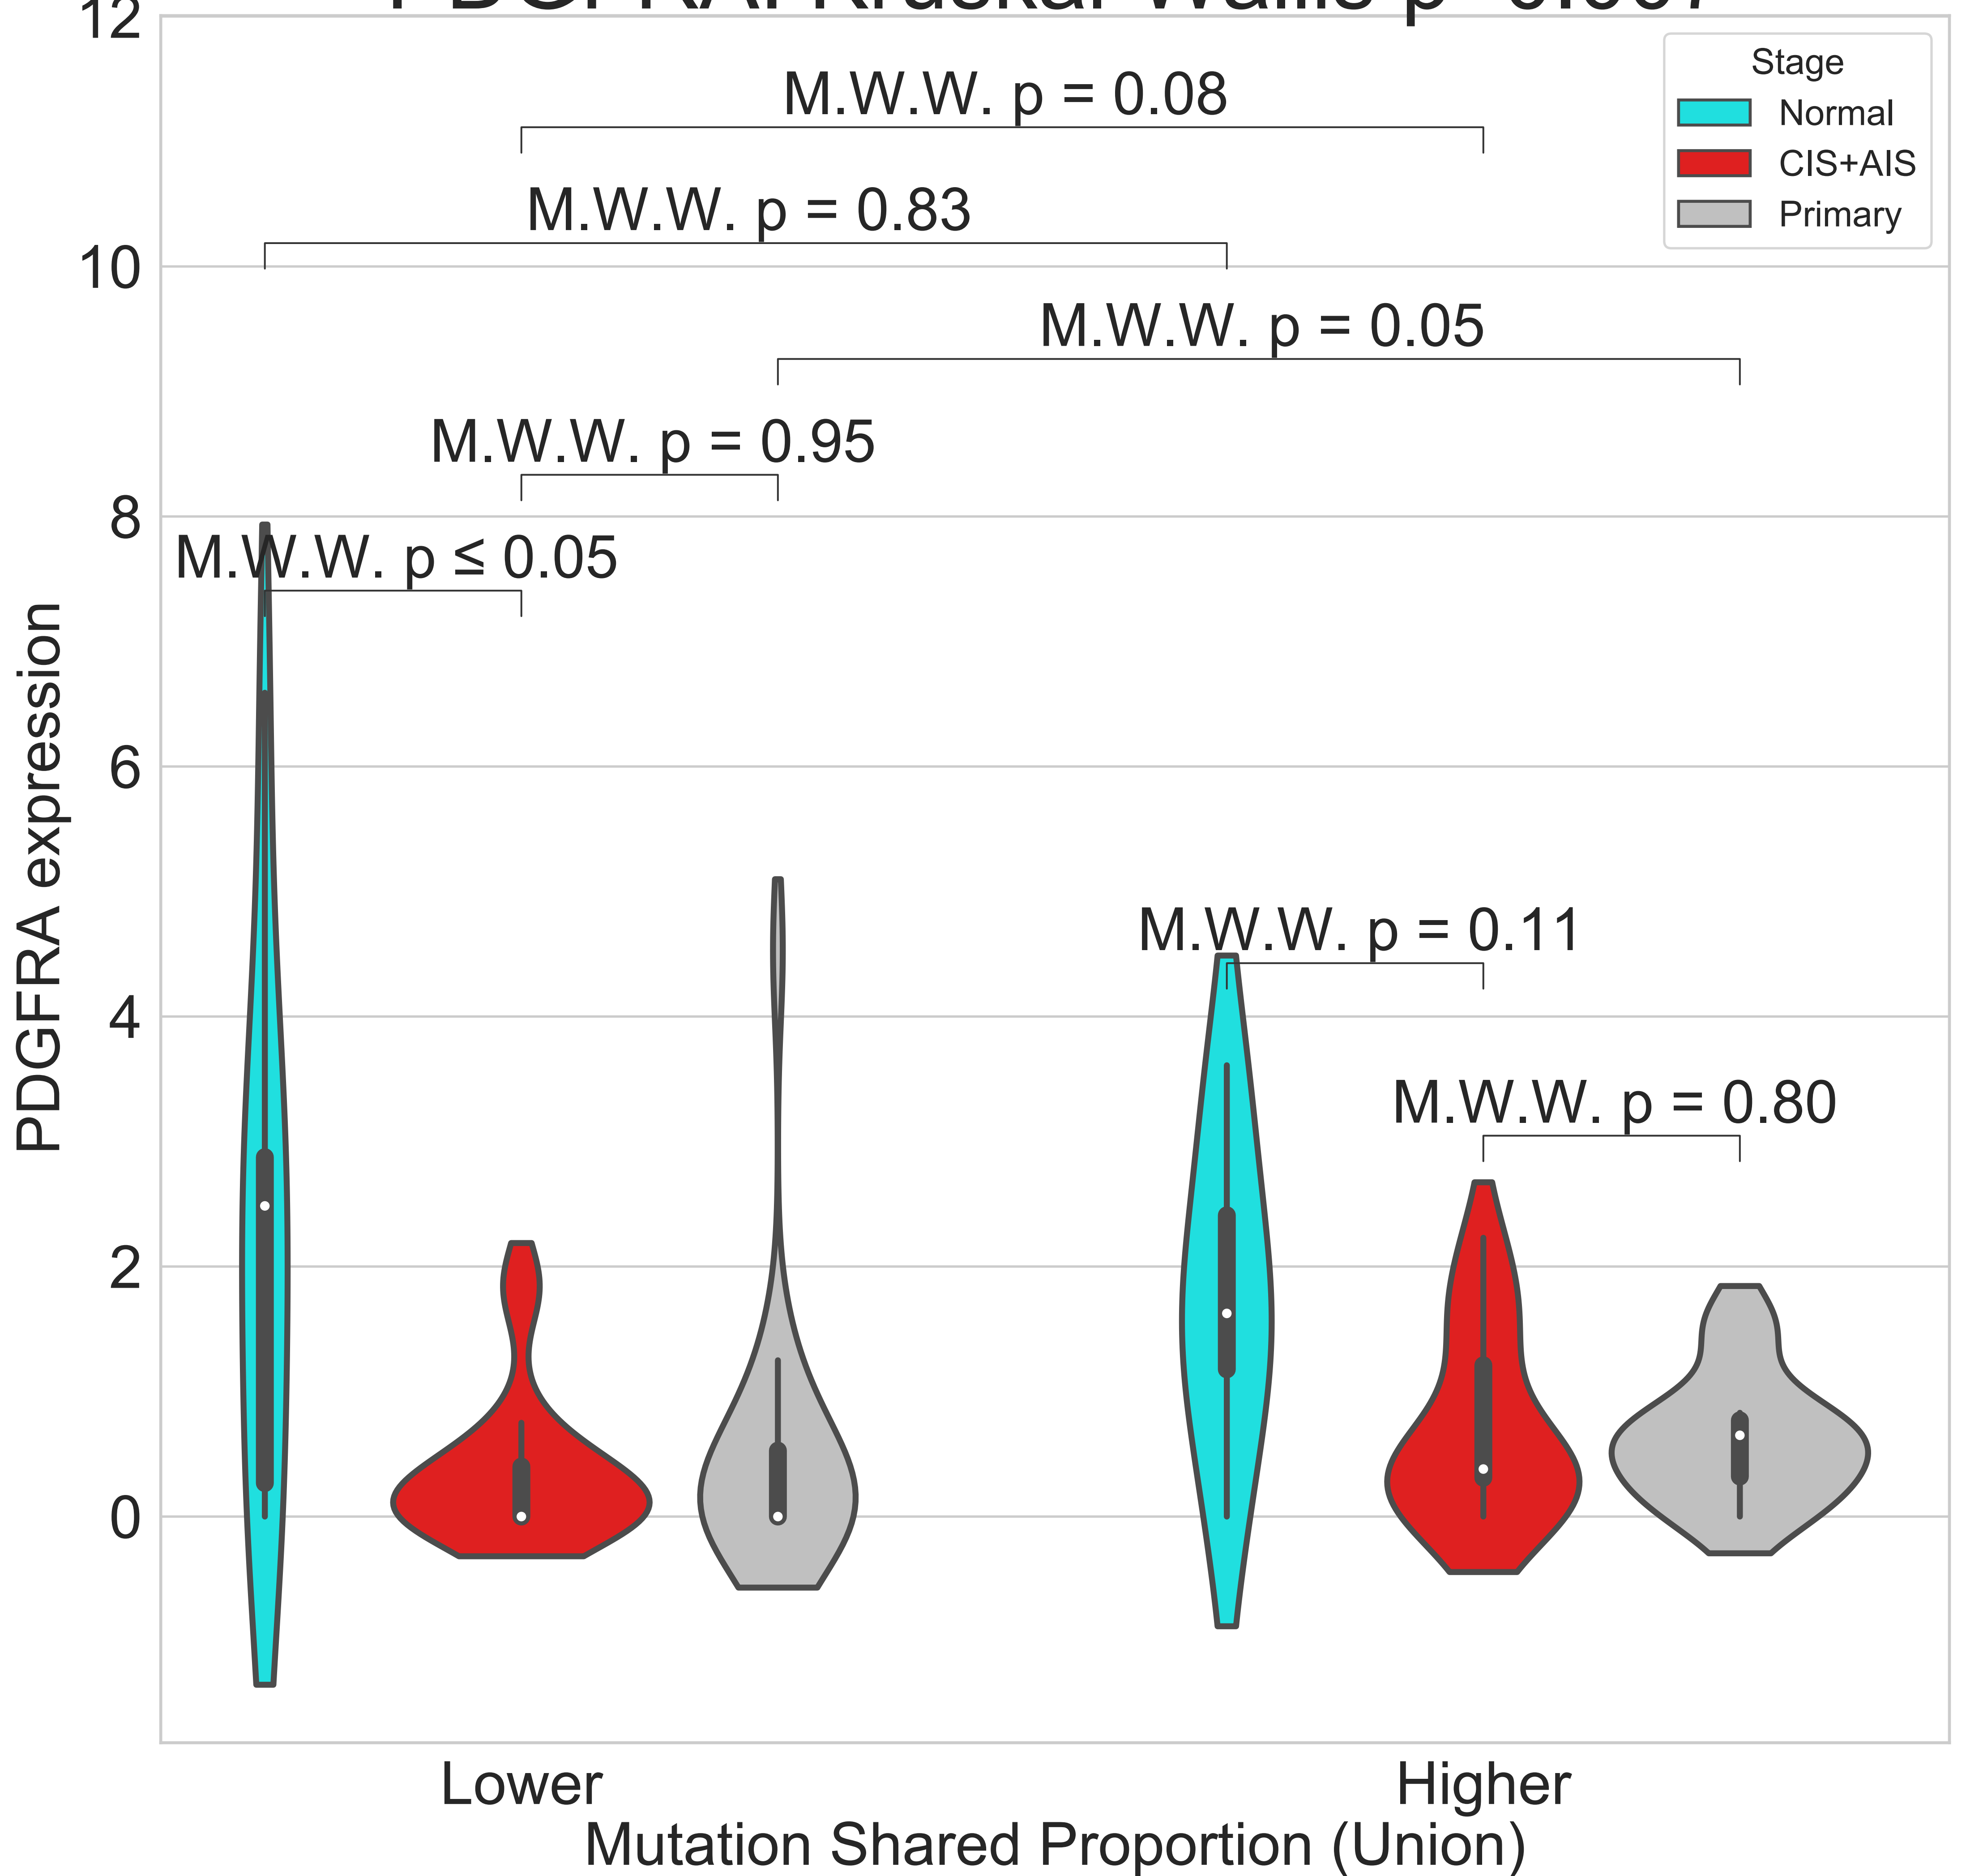 12
Stage
Normal
CIS+AIS
Primary
M.W.W. p = 0.08
M.W.W. p = 0.83
10
M.W.W. p = 0.05
M.W.W. p = 0.95
8
M.W.W. p ≤ 0.05
6
PDGFRA expression
M.W.W. p = 0.11
4
M.W.W. p = 0.80
2
0
Lower
Higher
Mutation Shared Proportion (Union)